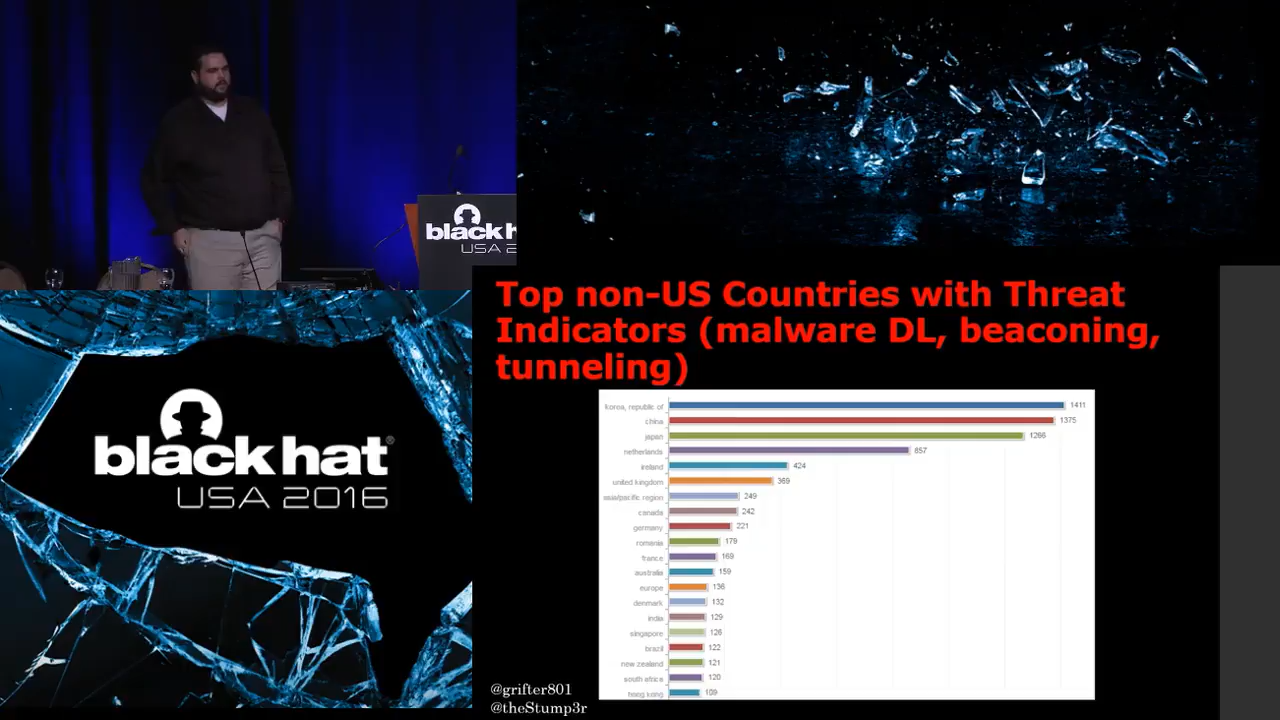 black h
USA 2
black hat®
USA 2016
Top non-US Countries with Threat
Indicators (malware DL, beaconing,
tunneling)
korea, republic of 1411
china 1375
japan 1266
netherlands 857
ireland 424
united kingdom 369
asia/pacific region 249
canada 242
germany 221
romania 179
france 169
australia 159
europe 136
denmark 132
india 129
singapore 126
brazil 122
new zealand 121
south africa 120
hong kong 109
@grifter801
@theStump3r